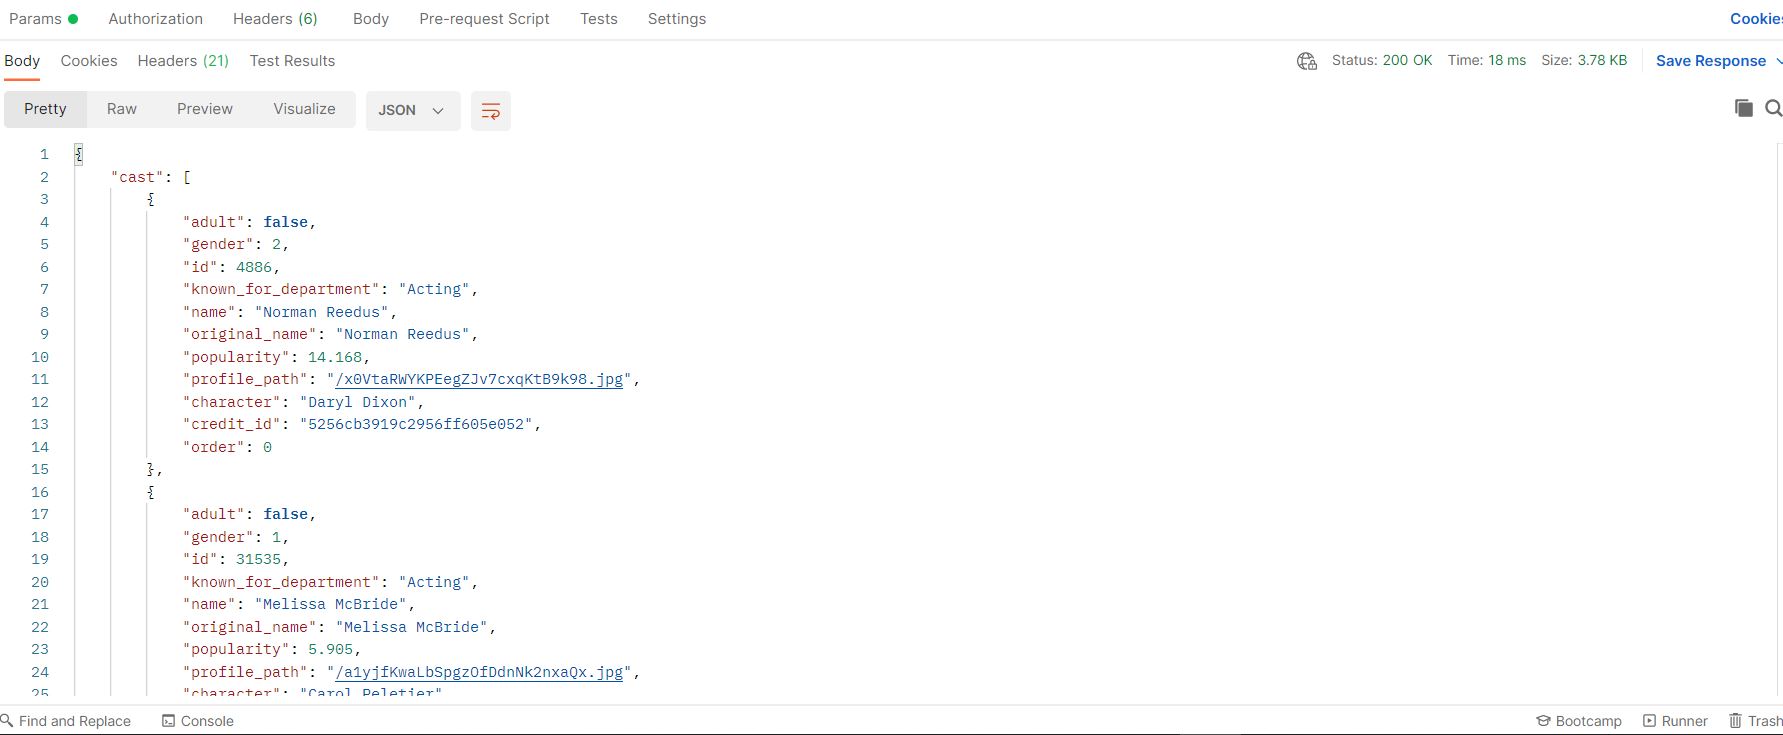 Params Authorization Headers (6) Body Pre-request Script Tests Settings Cookies
Body Cookies Headers (21) Test Results Status: 200 OK Time: 18 ms Size: 3.78 KB Save Response
Pretty Raw Preview Visualize JSON
1 {
2 "cast": [
3 {
4 "adult": false,
5 "gender": 2,
6 "id": 4886,
7 "known_for_department": "Acting",
8 "name": "Norman Reedus",
9 "original_name": "Norman Reedus",
10 "popularity": 14.168,
11 "profile_path": "/x0VtaRWYKPEegZJv7cxqKtB9k98.jpg",
12 "character": "Daryl Dixon",
13 "credit_id": "5256cb3919c2956ff605e052",
14 "order": 0
15 },
16 {
17 "adult": false,
18 "gender": 1,
19 "id": 31535,
20 "known_for_department": "Acting",
21 "name": "Melissa McBride",
22 "original_name": "Melissa McBride",
23 "popularity": 5.905,
24 "profile_path": "/a1yjfKwaLbSpgzOfDdnNk2nxaQx.jpg",
25 "character": "Carol Peletier"
Find and Replace Console Bootcamp Runner Trash